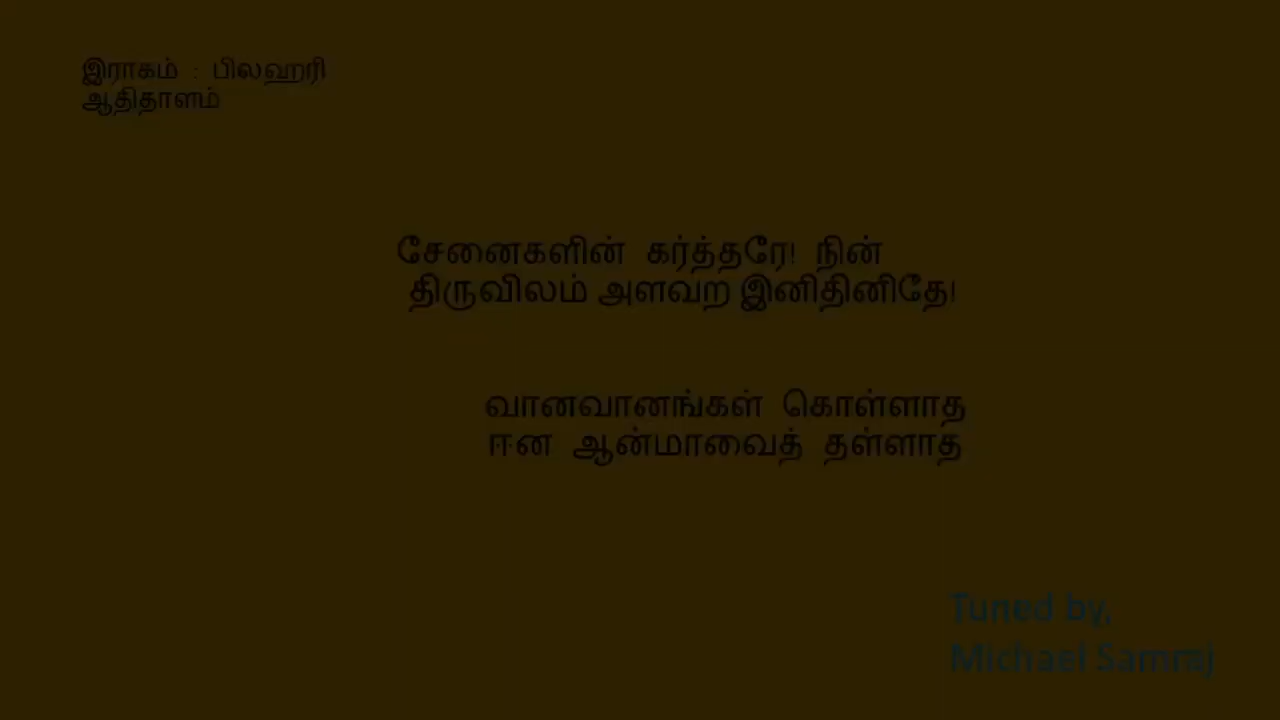 இராகம் : பிலஹரி
ஆதிதாளம்
சேனைகளின் கர்த்தரே! நின்
திருவிலம் அளவற இனிதினிதே!
வானவானங்கள் கொள்ளாத
ஈன ஆன்மாவைத் தள்ளாத
Tuned by,
Michael Samraj